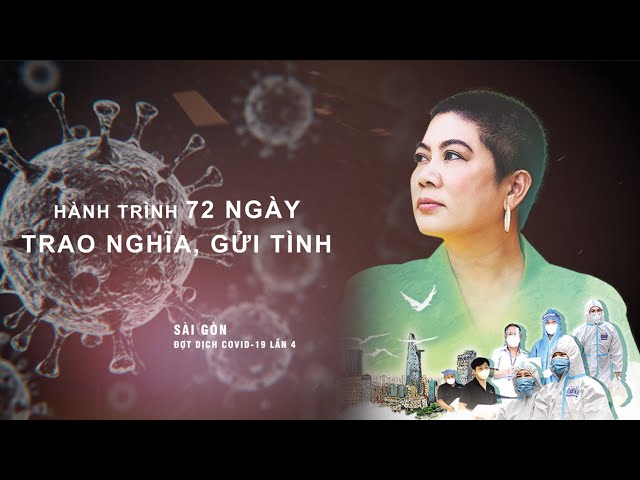 HÀNH TRÌNH 72 NGÀY
TRAO NGHĨA, GỬI TÌNH
SÀI GÒN
ĐỢT DỊCH COVID-19 LẦN 4